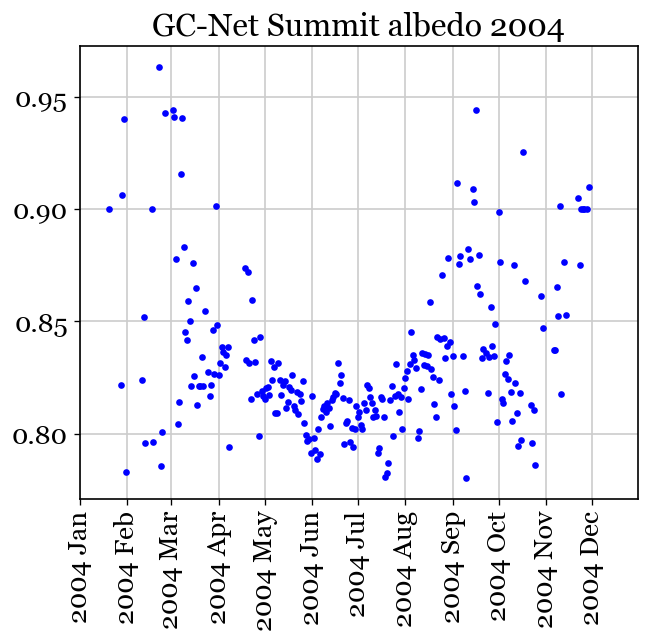 GC-Net Summit albedo 2004
0.95
0.90
0.85
0.80
2004 Jan
2004 Feb
2004 Mar
2004 Apr
2004 May
2004 Jun
2004 Jul
2004 Aug
2004 Sep
2004 Oct
2004 Nov
2004 Dec